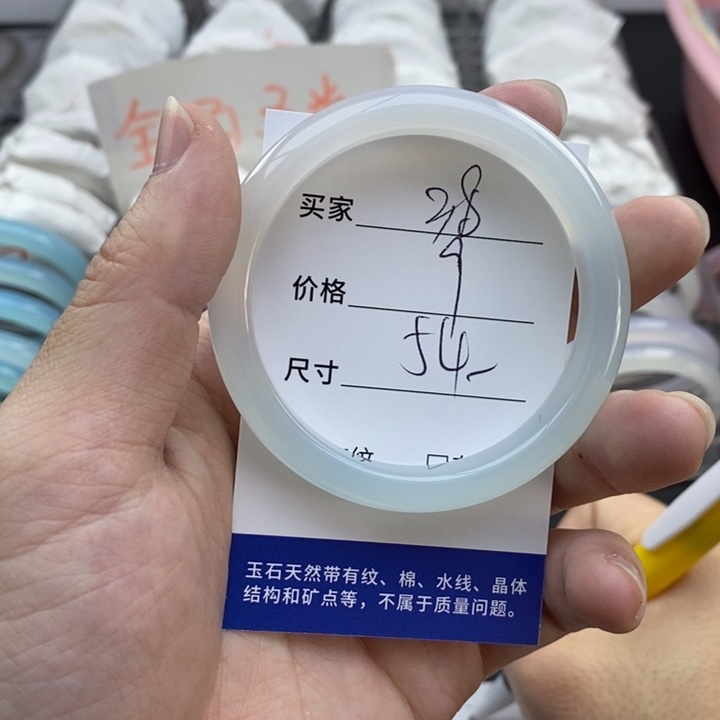 全
买家 28
价格
尺寸 54
玉石天然带有纹、棉、水线、晶体
结构和矿点等，不属于质量问题。